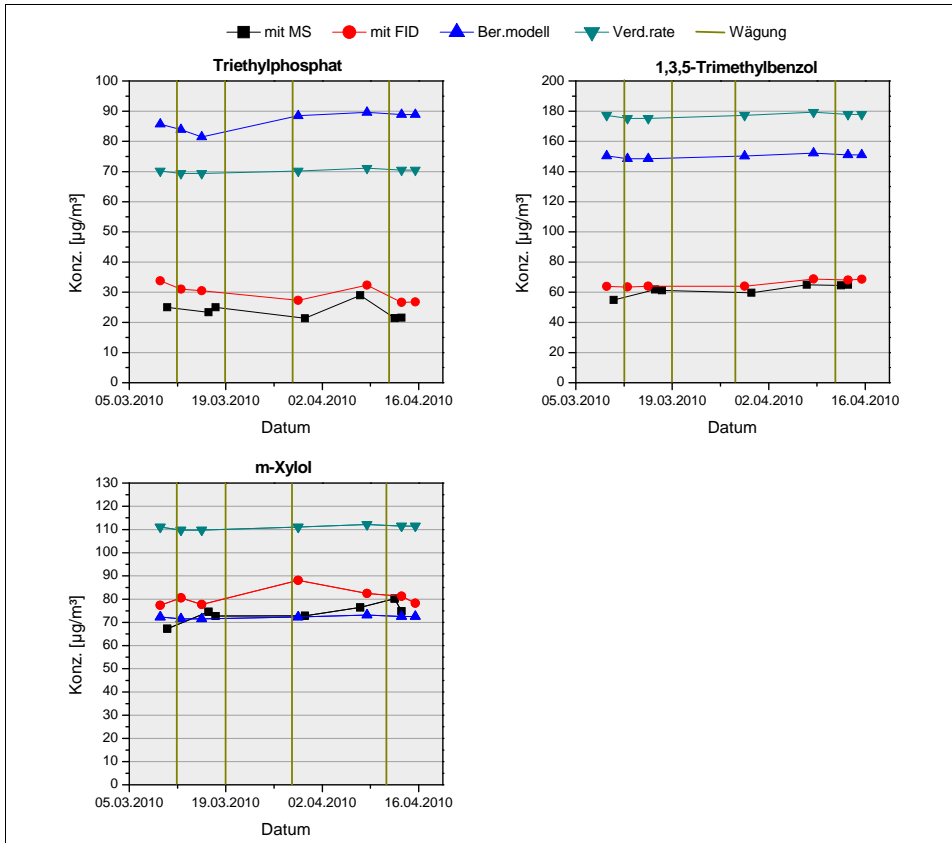 mit MS mit FID Ber.modell Verd.rate Wägung
Triethylphosphat
100
90
80
70
60
50
40
30
20
10
0
Konz. [µg/m³]
05.03.2010 19.03.2010 02.04.2010 16.04.2010
Datum
1,3,5-Trimethylbenzol
200
180
160
140
120
100
80
60
40
20
0
Konz. [µg/m³]
05.03.2010 19.03.2010 02.04.2010 16.04.2010
Datum
m-Xylol
130
120
110
100
90
80
70
60
50
40
30
20
10
0
Konz. [µg/m³]
05.03.2010 19.03.2010 02.04.2010 16.04.2010
Datum